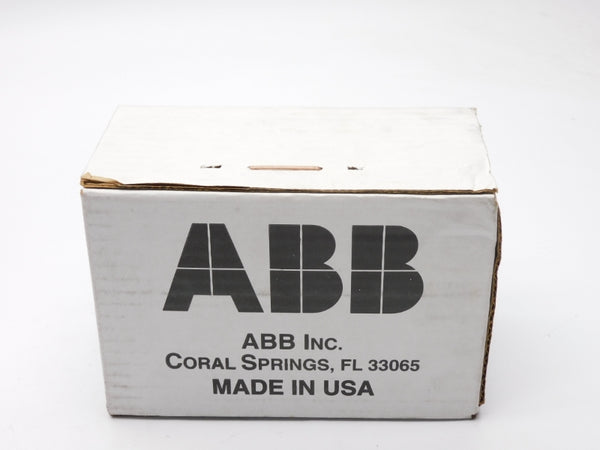 ABB
ABB INC.
CORAL SPRINGS, FL 33065
MADE IN USA